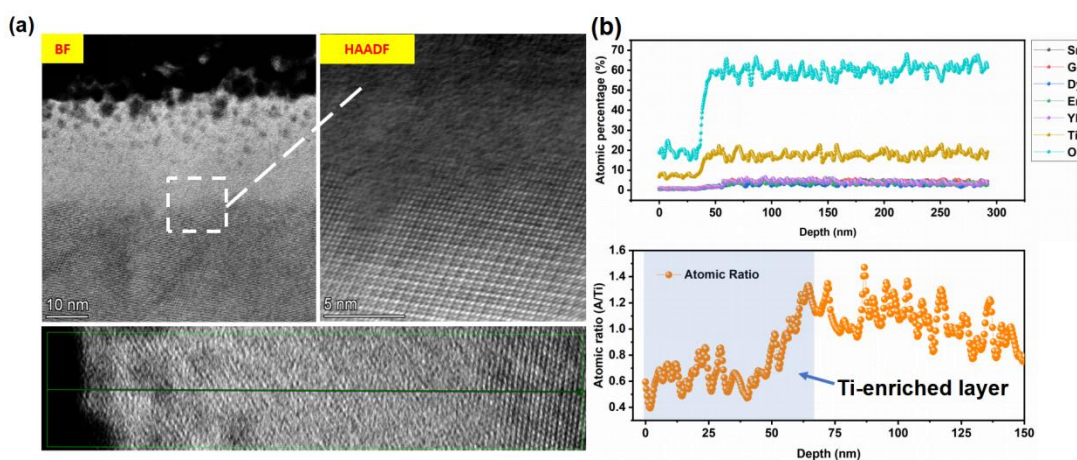 (a)
BF
HAADF
10 nm
5 nm
(b)
Atomic percentage (%)
70
60
50
40
30
20
10
0
0 50 100 150 200 250 300
Depth (nm)
Ti
O
Atomic ratio (A/Ti)
1.6
1.4
1.2
1.0
0.8
0.6
0.4
Atomic Ratio
Ti-enriched layer
0 25 50 75 100 125 150
Depth (nm)